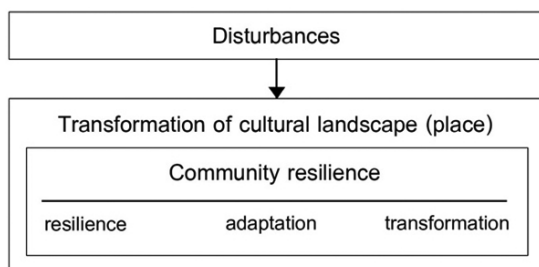 Disturbances
Transformation of cultural landscape (place)
Community resilience
resilience adaptation transformation